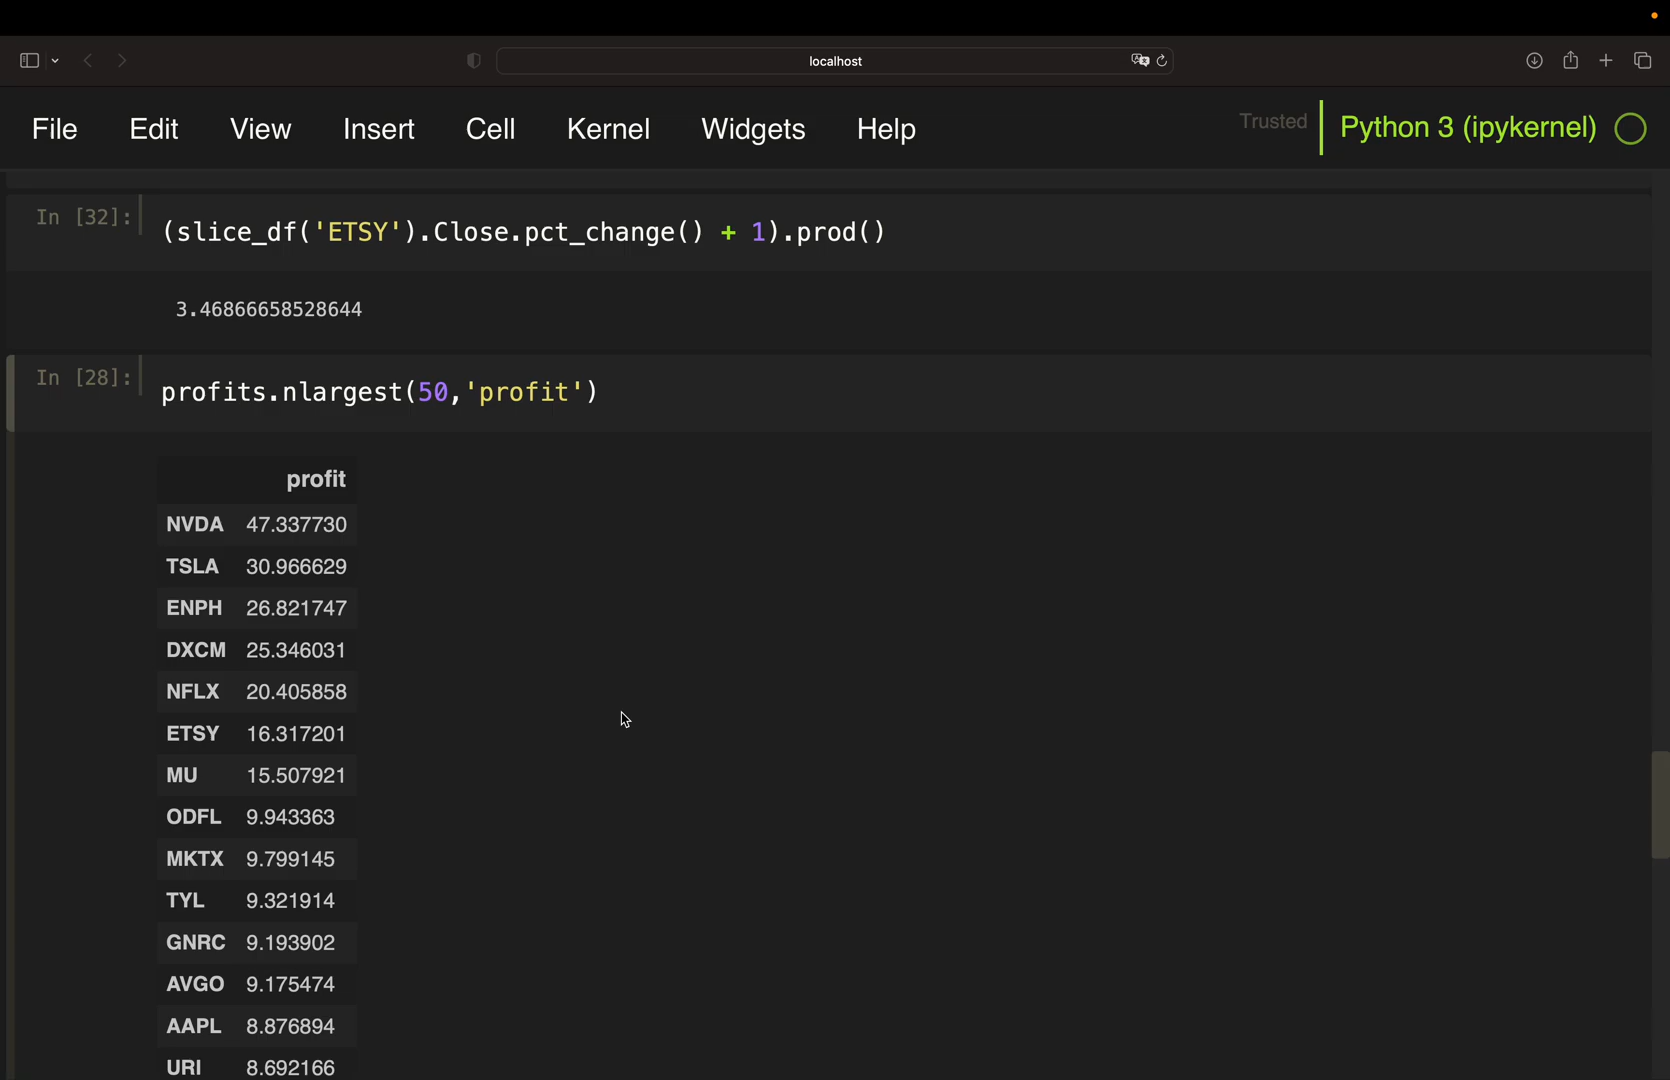 localhost
File Edit View Insert Cell Kernel Widgets Help Trusted Python 3 (ipykernel)
In [32]: (slice_df('ETSY').Close.pct_change() + 1).prod()
3.46866658528644
In [28]: profits.nlargest(50,'profit')
profit
NVDA 47.337730
TSLA 30.966629
ENPH 26.821747
DXCM 25.346031
NFLX 20.405858
ETSY 16.317201
MU 15.507921
ODFL 9.943363
MKTX 9.799145
TYL 9.321914
GNRC 9.193902
AVGO 9.175474
AAPL 8.876894
URI 8.692166